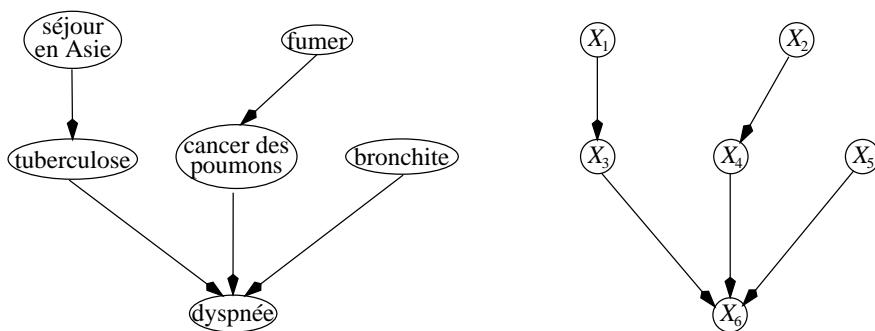 séjour
en Asie
fumer
tuberculose
cancer des
poumons
bronchite
dyspnée
X₁
X₂
X₃
X₄
X₅
X₆